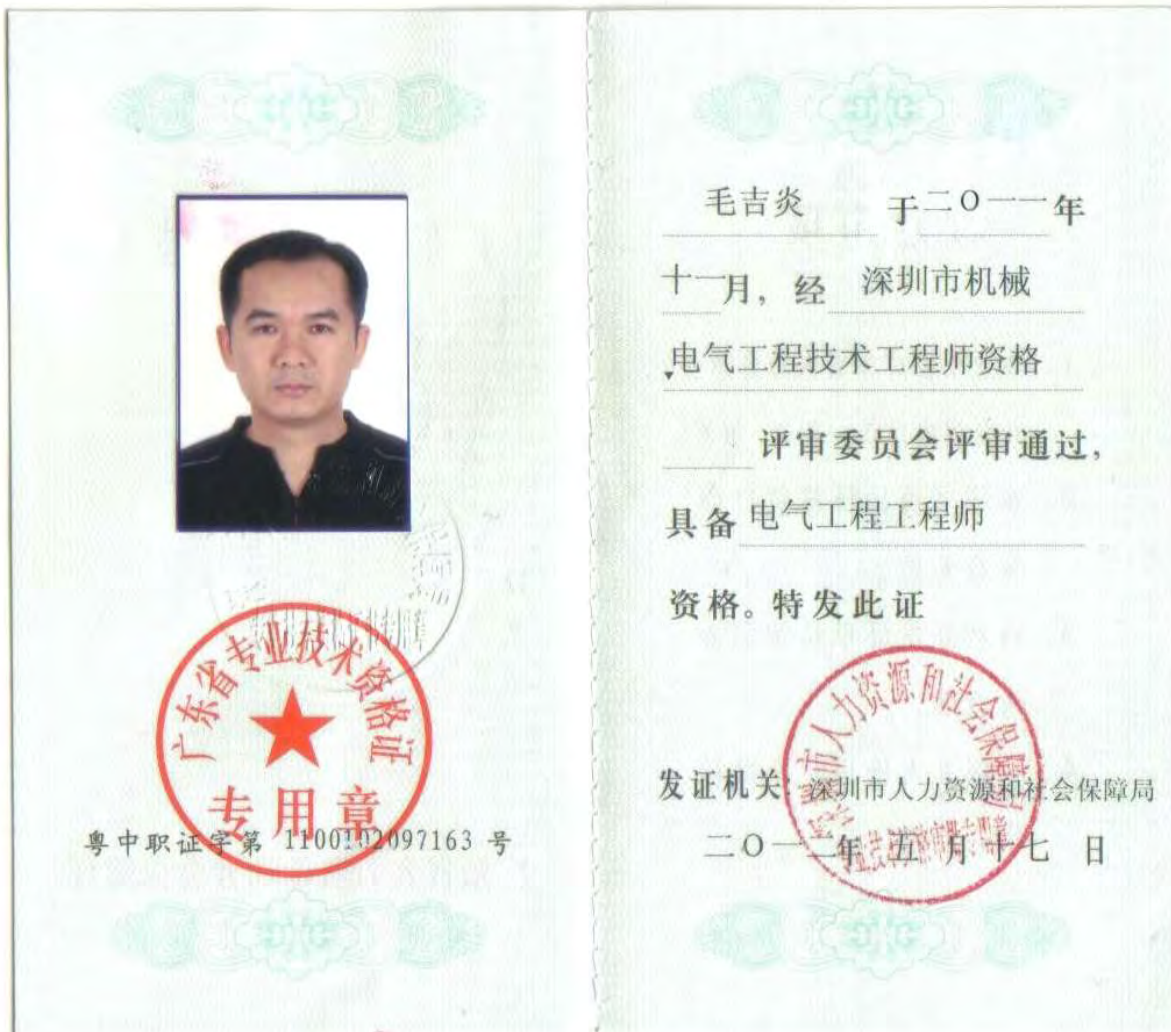 广东省专业技术资格证
专用章
粤中职证字第 1100102097163 号
毛吉炎 于二O一一年
十一月，经 深圳市机械
电气工程技术工程师资格
评审委员会评审通过，
具备 电气工程工程师
资格。特发此证
深圳市人力资源和社会保障局
发证机关：深圳市人力资源和社会保障局
二O一二年 五 月 十七 日